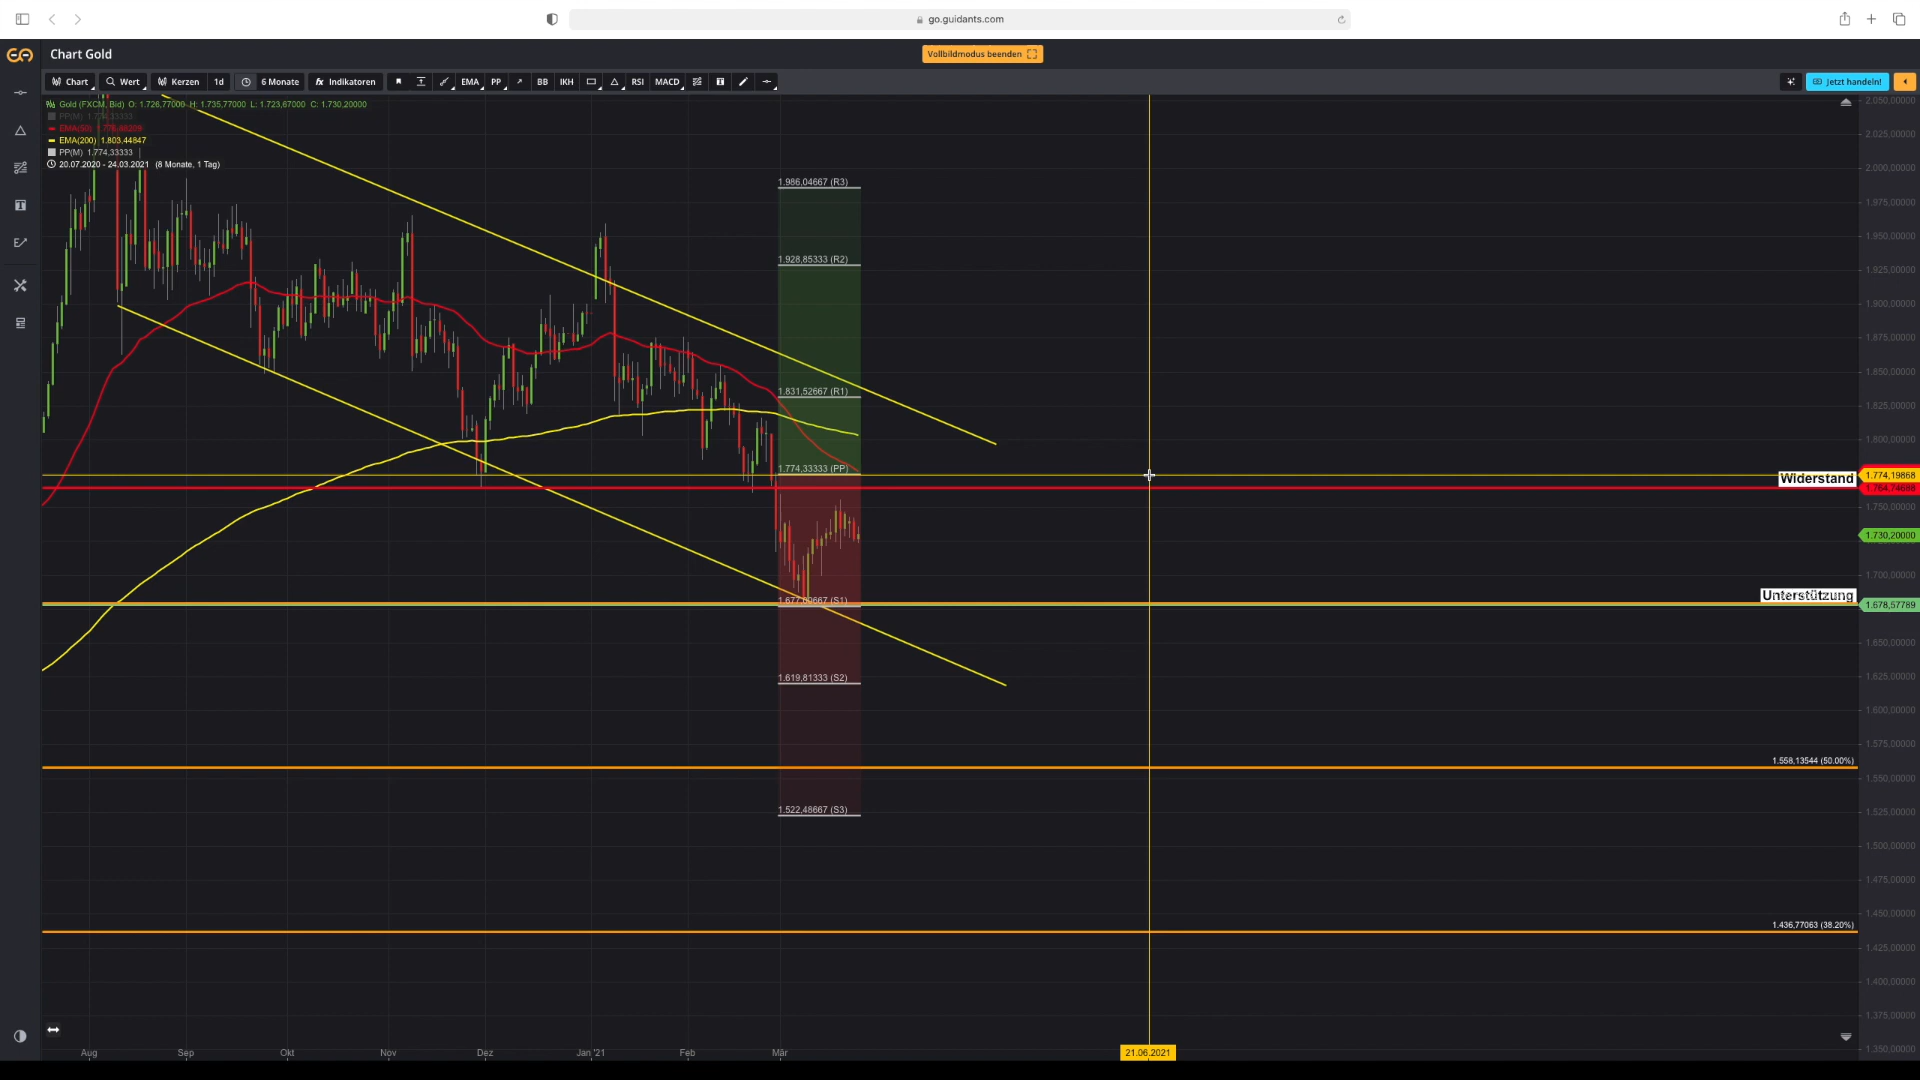 go.guidants.com
Chart Gold
Vollbildmodus beenden
Chart
Wert
Kerzen
1d
6 Monate
fx Indikatoren
EMA
PP
BB
IKH
RSI
MACD
Jetzt handeln!
Gold (FXCM, Bid) O: 1.726,77000 H: 1.735,77000 L: 1.723,67000 C: 1.730,20000
PP(M) 1.774,33333
EMA(200) 1.803,44847
PP(M) 1.774,33333
20.07.2020 - 24.03.2021 (8 Monate, 1 Tag)
1.986,04667 (R3)
1.928,85333 (R2)
1.831,52667 (R1)
1.774,33333 (PP)
(S1)
1.619,81333 (S2)
1.522,48667 (S3)
Widerstand
1.774,19868
1.730,20000
Unterstützung
1.678,57789
1.558,13544 (50.00%)
1.436,77063 (38.20%)
2.050,00000
2.025,00000
2.000,00000
1.975,00000
1.950,00000
1.925,00000
1.900,00000
1.875,00000
1.850,00000
1.825,00000
1.800,00000
1.750,00000
1.700,00000
1.650,00000
1.625,00000
1.600,00000
1.575,00000
1.550,00000
1.525,00000
1.500,00000
1.475,00000
1.450,00000
1.425,00000
1.400,00000
1.375,00000
1.350,00000
Aug
Sep
Okt
Nov
Dez
Jan '21
Feb
Mär
21.06.2021